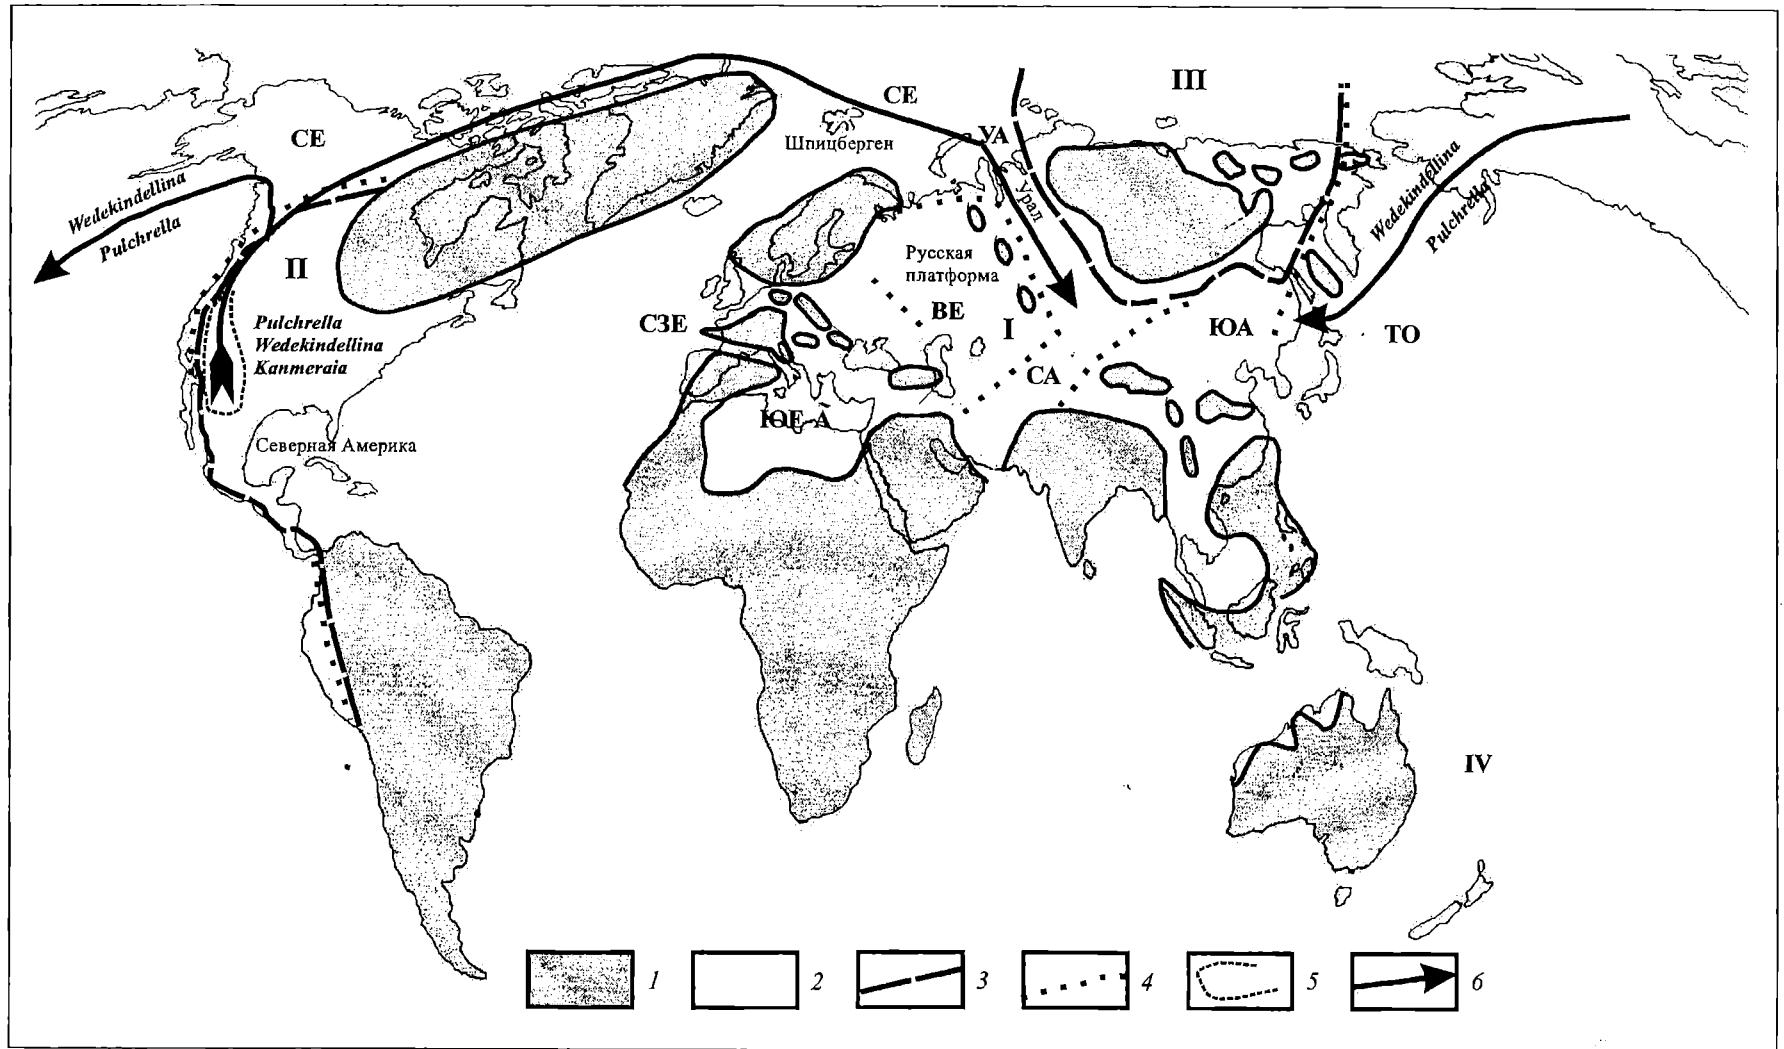 III
СЕ
СЕ
УА
Шпицберген
Wedekindellina
Pulchrella
Урал
Wedekindellina
Pulchrella
II
Русская
платформа
ВЕ
I
СЗЕ
ЮА
ТО
Pulchrella
Wedekindellina
Kanmeraia
СА
ЮЕ-А
Северная Америка
IV
1
2
3
4
5
6